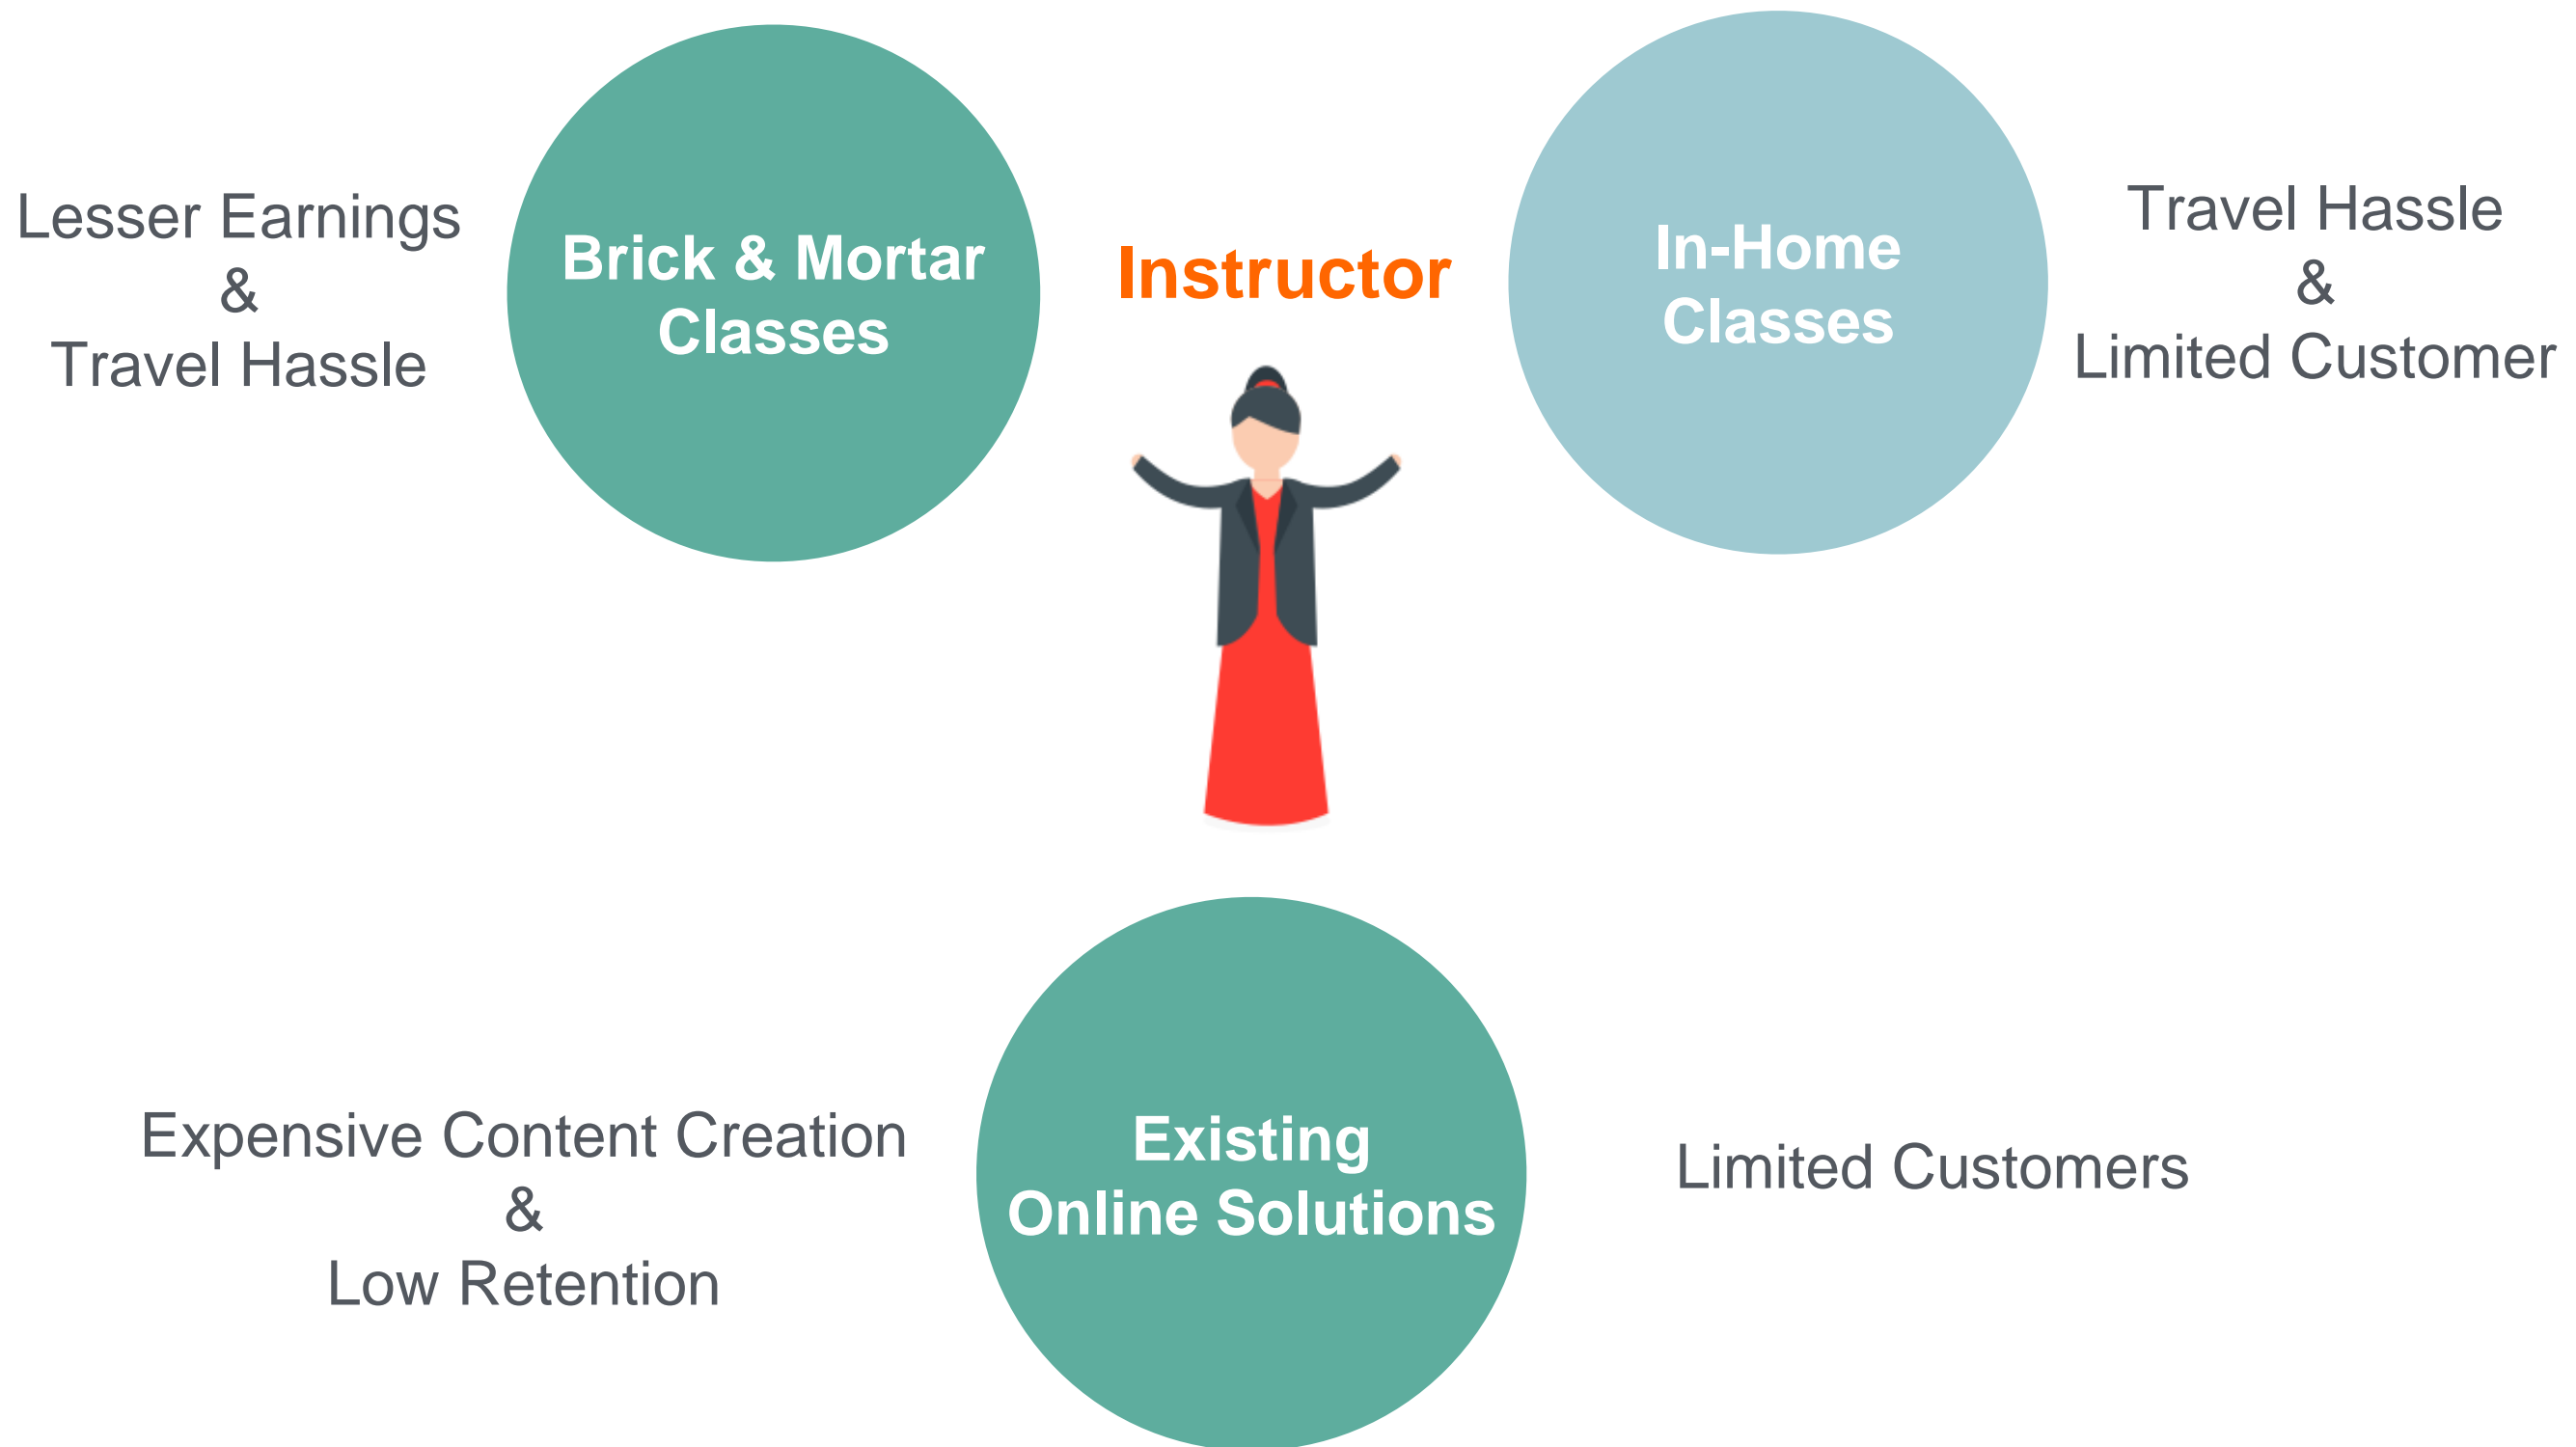 Lesser Earnings
&
Travel Hassle
Brick & Mortar
Classes
Instructor
In-Home
Classes
Travel Hassle
&
Limited Customer
Expensive Content Creation
&
Low Retention
Existing
Online Solutions
Limited Customers